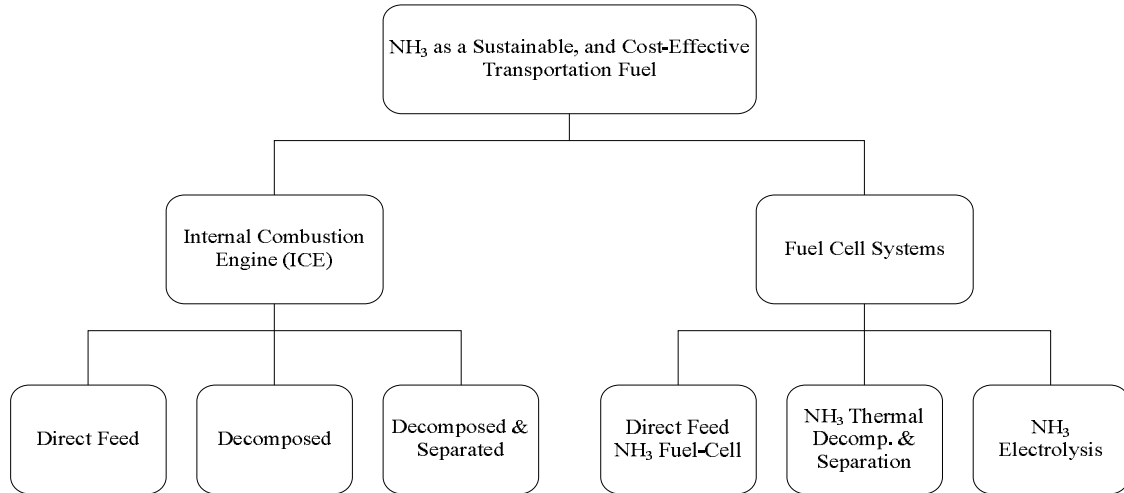 NH₃ as a Sustainable, and Cost-Effective
Transportation Fuel
Internal Combustion
Engine (ICE)
Fuel Cell Systems
Direct Feed
Decomposed
Decomposed &
Separated
Direct Feed
NH₃ Fuel-Cell
NH₃ Thermal
Decomp. &
Separation
NH₃
Electrolysis